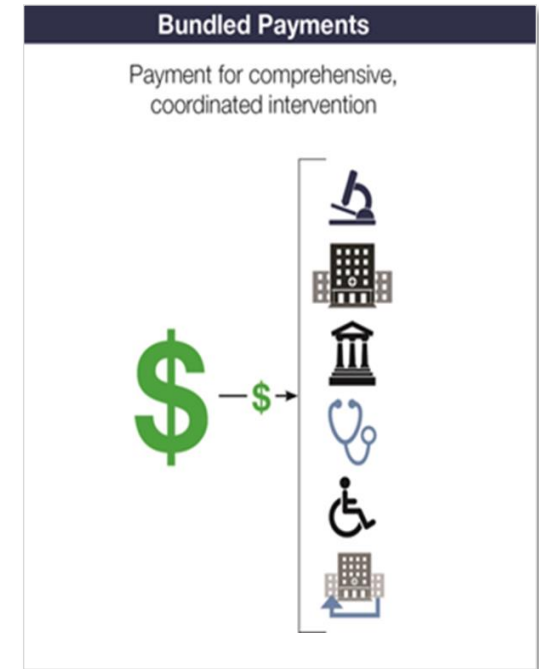 Bundled Payments
Payment for comprehensive,
coordinated intervention
$
$